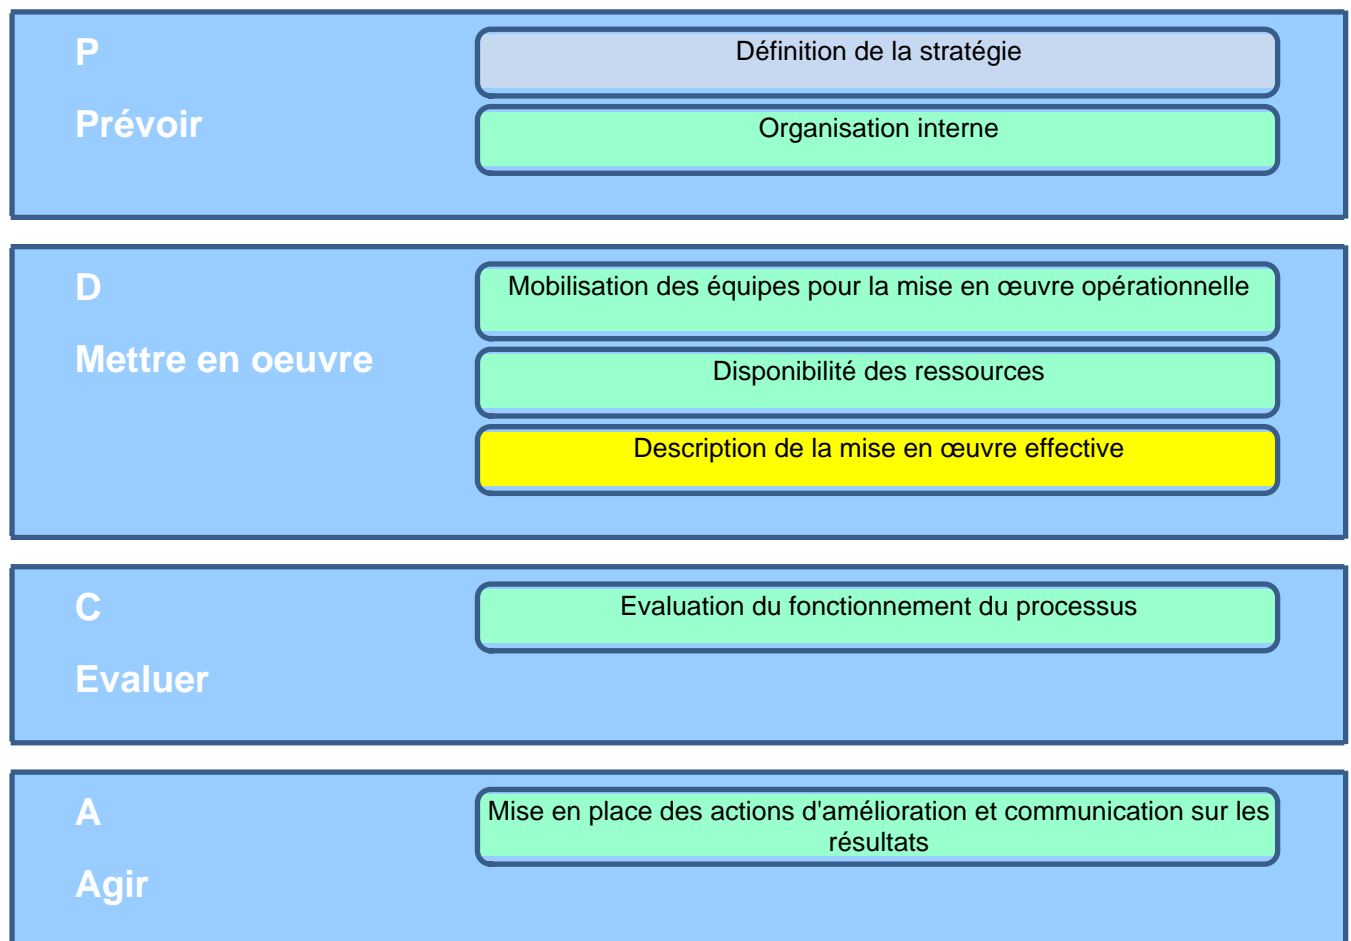 P
Prévoir
Définition de la stratégie
Organisation interne
D
Mettre en oeuvre
Mobilisation des équipes pour la mise en œuvre opérationnelle
Disponibilité des ressources
Description de la mise en œuvre effective
C
Evaluer
Evaluation du fonctionnement du processus
A
Agir
Mise en place des actions d'amélioration et communication sur les
résultats